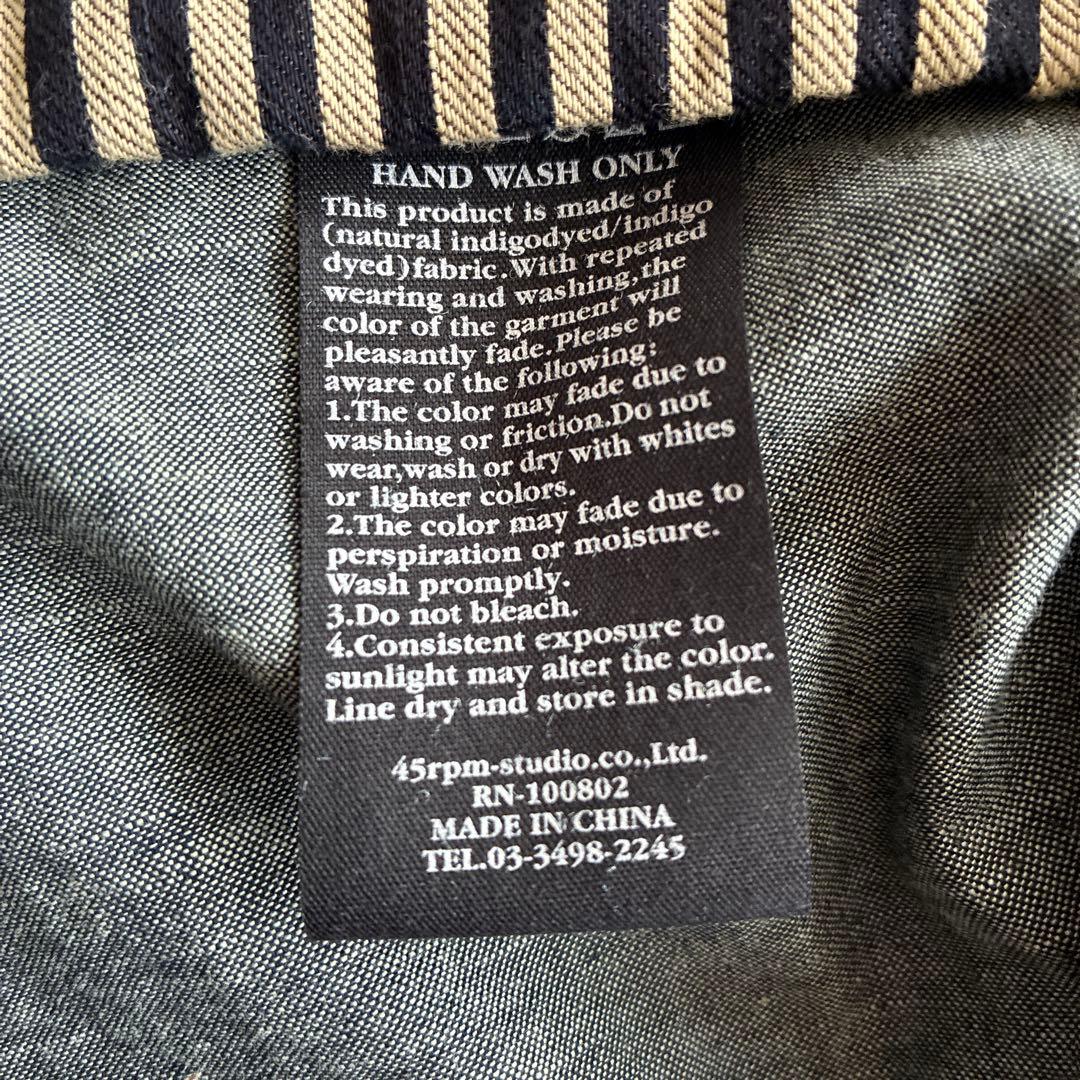 HAND WASH ONLY
This product is made of
(natural indigodyed/indigo
dyed)fabric.With repeated
wearing and washing,the
color of the garment will
pleasantly fade.Please be
aware of the following;
1.The color may fade due to
washing or friction.Do not
wear,wash or dry with whites
or lighter colors.
2.The color may fade due to
perspiration or moisture.
Wash promptly.
3.Do not bleach.
4.Consistent exposure to
sunlight may alter the color.
Line dry and store in shade.
45rpm-studio.co.,Ltd.
RN-100802
MADE IN CHINA
TEL.03-3498-2245